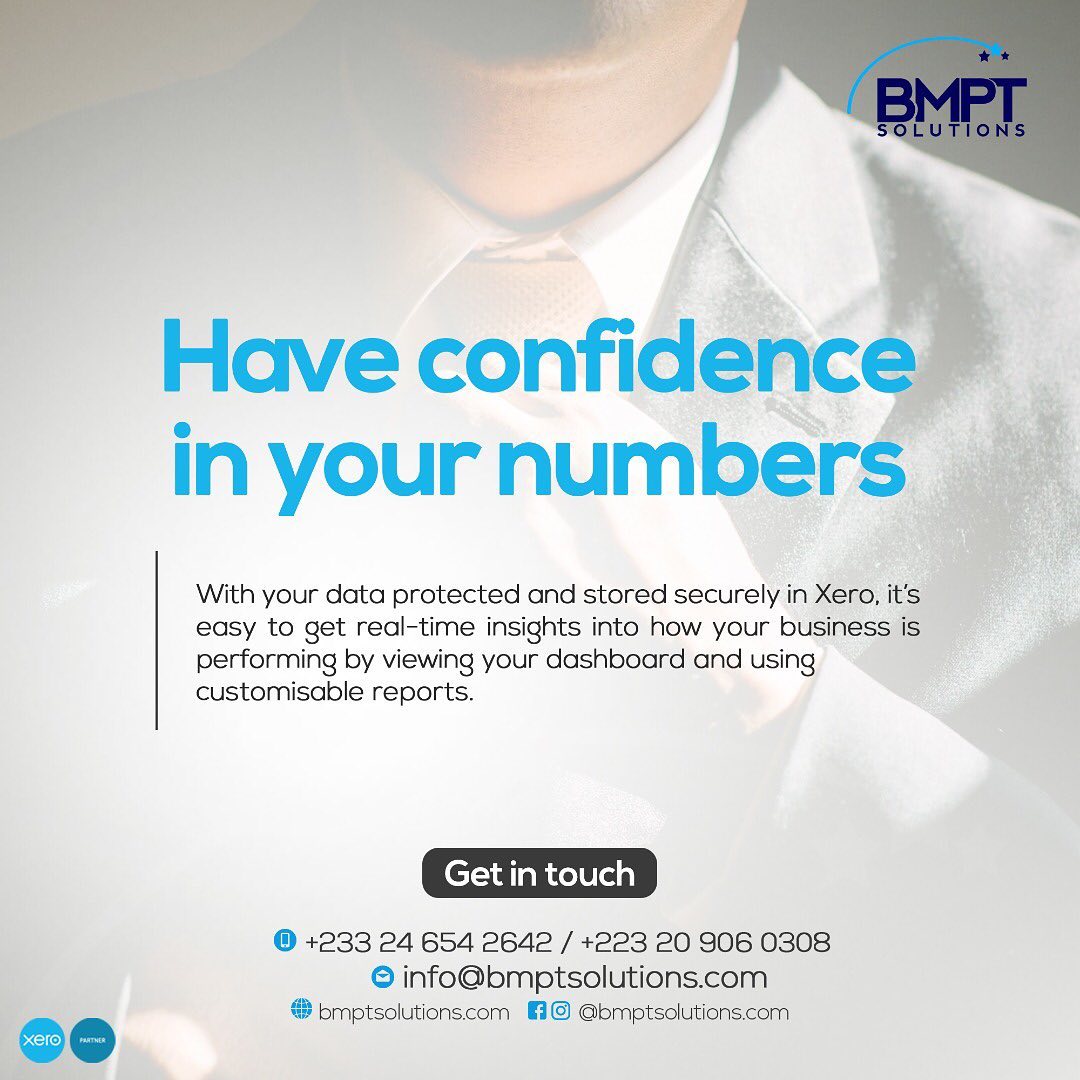 BMPT
SOLUTIONS
Have confidence
in your numbers
With your data protected and stored securely in Xero, it's
easy to get real-time insights into how your business is
performing by viewing your dashboard and using
customisable reports.
Get in touch
+233 24 654 2642 / +223 20 906 0308
info@bmptsolutions.com
bmptsolutions.com @bmptsolutions.com
xero PARTNER